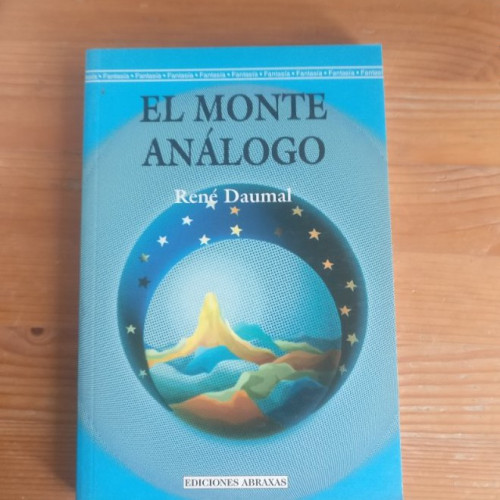 Fantasía • Fantasía • Fantasía • Fantasía • Fantasía • Fantasía • Fantasía • Fantasía
EL MONTE
ANÁLOGO
René Daumal
EDICIONES ABRAXAS